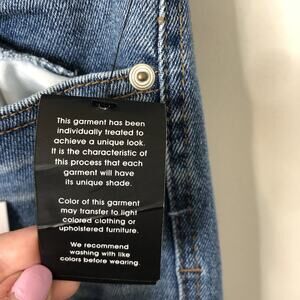 This garment has been
individually treated to
achieve a unique look.
It is the characteristic of
this process that each
garment will have
its unique shade.
Color of this garment
may transfer to light
colored clothing or
upholstered furniture.
We recommend
washing with like
colors before wearing.